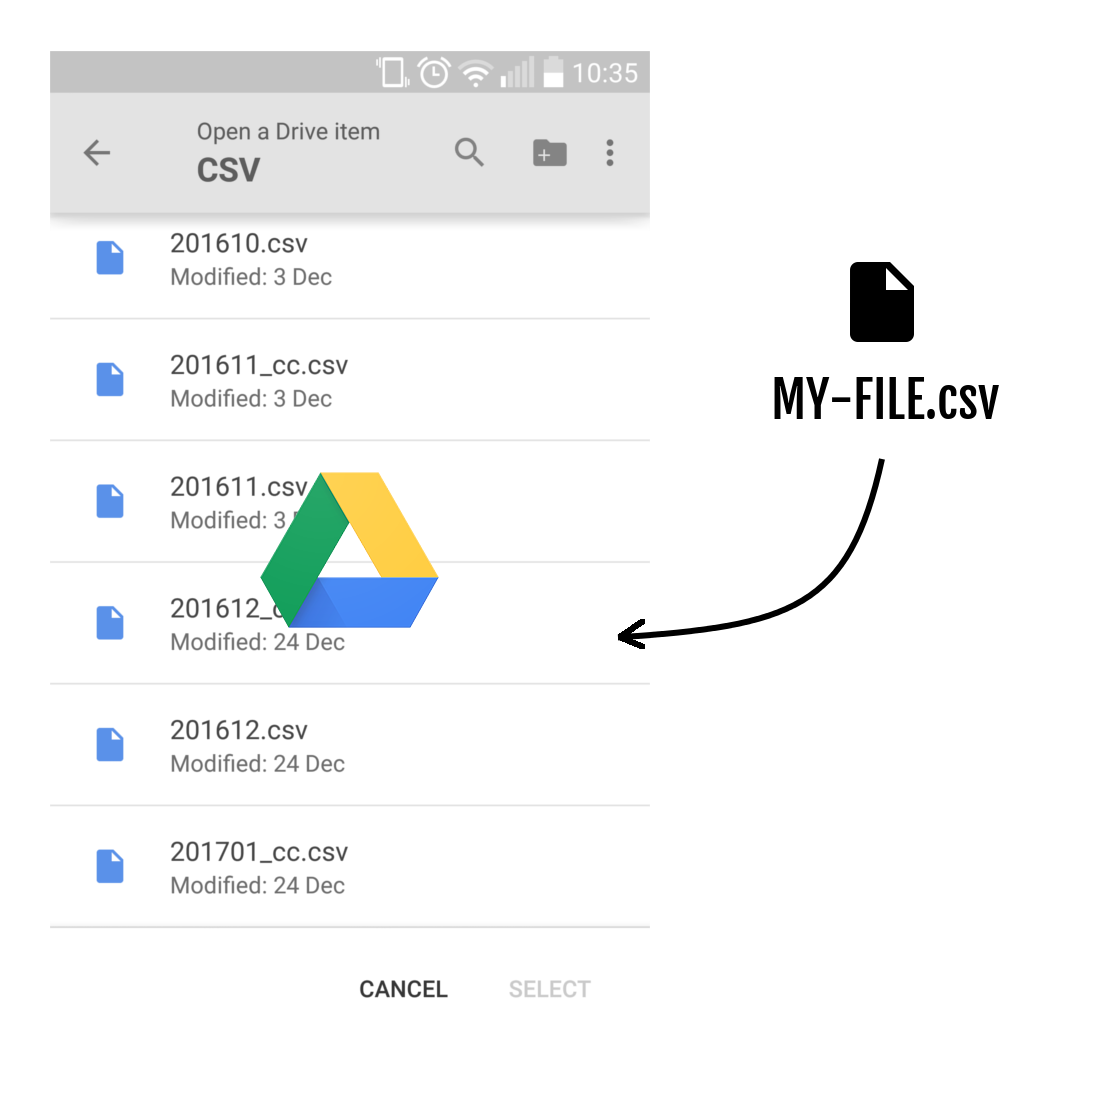 10:35
Open a Drive item
CSV
201610.csv
Modified: 3 Dec
201611_cc.csv
Modified: 3 Dec
201611.csv
Modified: 3
201612_
Modified: 24 Dec
201612.csv
Modified: 24 Dec
201701_cc.csv
Modified: 24 Dec
CANCEL
SELECT
MY-FILE.csv